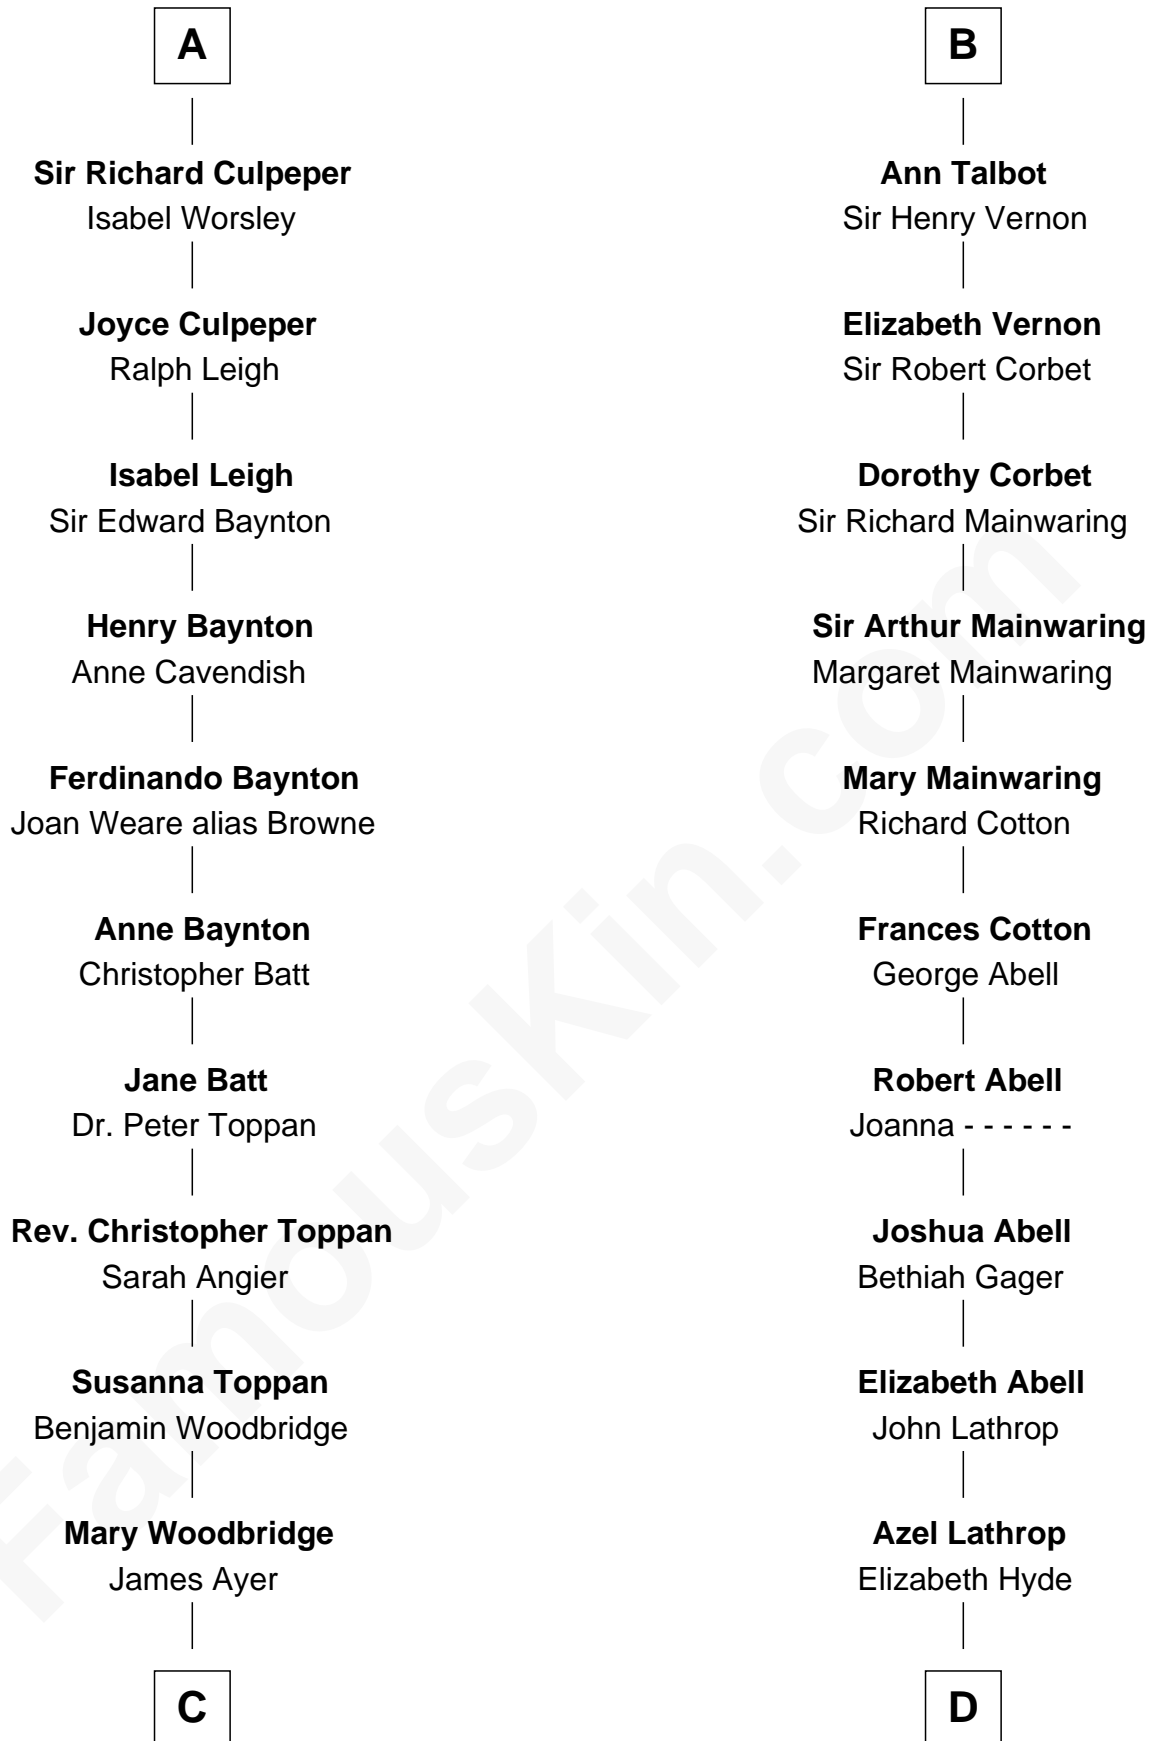 A
Sir Richard Culpeper
Isabel Worsley
Joyce Culpeper
Ralph Leigh
Isabel Leigh
Sir Edward Baynton
Henry Baynton
Anne Cavendish
Ferdinando Baynton
Joan Weare alias Browne
Anne Baynton
Christopher Batt
Jane Batt
Dr. Peter Toppan
Rev. Christopher Toppan
Sarah Angier
Susanna Toppan
Benjamin Woodbridge
Mary Woodbridge
James Ayer
C
B
Ann Talbot
Sir Henry Vernon
Elizabeth Vernon
Sir Robert Corbet
Dorothy Corbet
Sir Richard Mainwaring
Sir Arthur Mainwaring
Margaret Mainwaring
Mary Mainwaring
Richard Cotton
Frances Cotton
George Abell
Robert Abell
Joanna - - - - - -
Joshua Abell
Bethiah Gager
Elizabeth Abell
John Lathrop
Azel Lathrop
Elizabeth Hyde
D
FamousKin.com